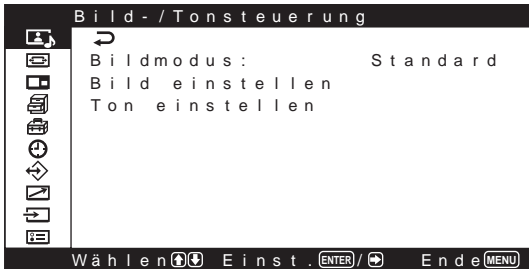 Bild-/Tonsteuerung
Bildmodus: Standard
Bild einstellen
Ton einstellen
Wählen Einst. ENTER / Ende MENU